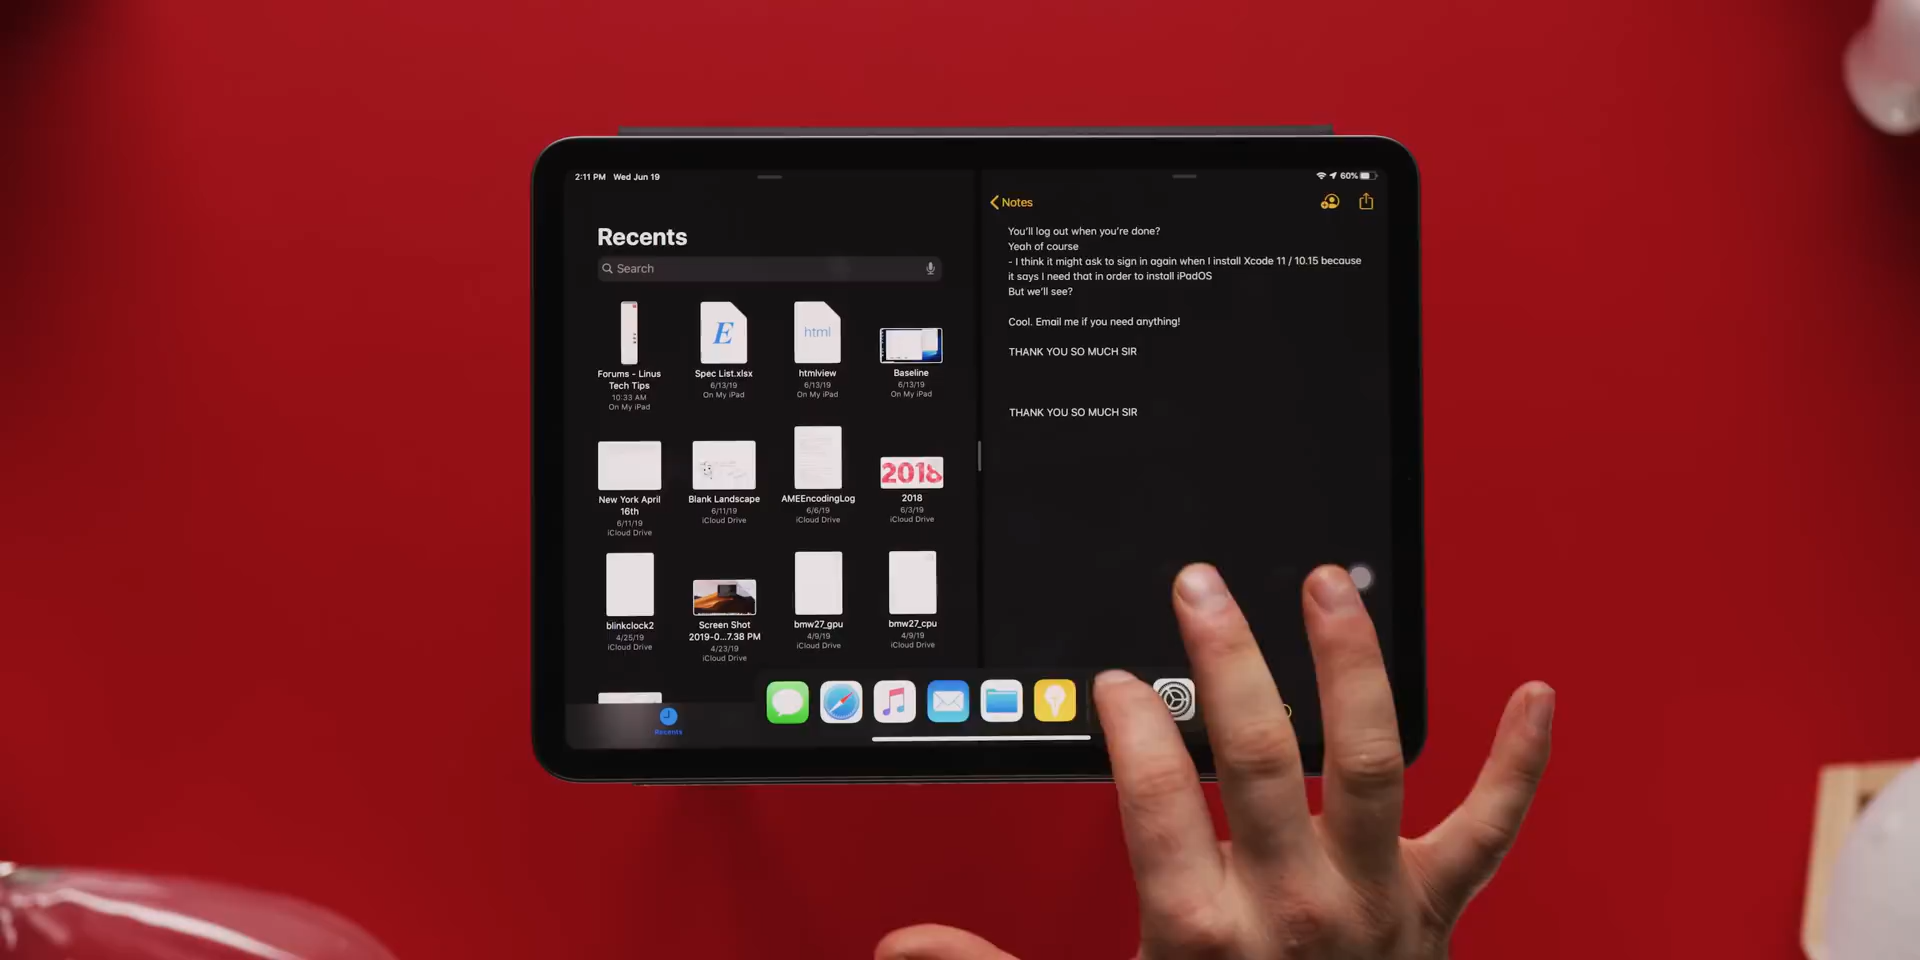 2:11 PM Wed Jun 19
60%
Recents
Search
Forums - Linus
Tech Tips
10:33 AM
On My iPad
Spec List.xlsx
6/13/19
On My iPad
html
htmlview
6/13/19
On My iPad
Baseline
6/13/19
On My iPad
New York April
16th
6/11/19
iCloud Drive
Blank Landscape
6/11/19
iCloud Drive
AMEEncodingLog
6/6/19
iCloud Drive
2018
2018
6/3/19
iCloud Drive
blinkclock2
4/25/19
iCloud Drive
Screen Shot
2019-0...7.38 PM
4/23/19
iCloud Drive
bmw27_gpu
4/9/19
iCloud Drive
bmw27_cpu
4/9/19
iCloud Drive
Recents
Notes
You'll log out when you're done?
Yeah of course
- I think it might ask to sign in again when I install Xcode 11 / 10.15 because
it says I need that in order to install iPadOS
But we'll see?
Cool. Email me if you need anything!
THANK YOU SO MUCH SIR
THANK YOU SO MUCH SIR